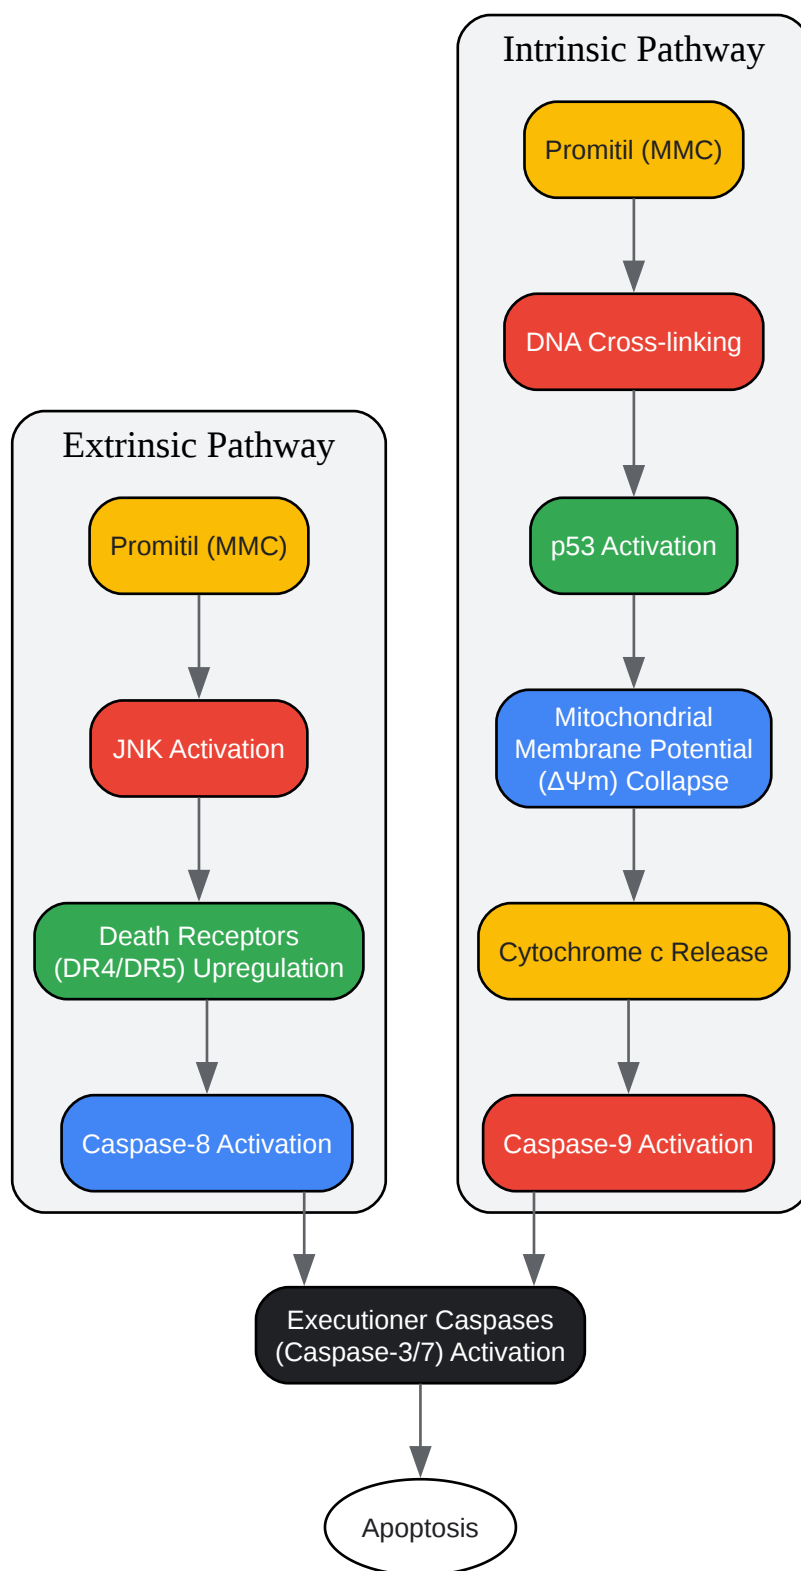 Intrinsic Pathway
Promitil (MMC)
DNA Cross-linking
p53 Activation
Mitochondrial
Membrane Potential
(ΔΨm) Collapse
Cytochrome c Release
Caspase-9 Activation
Extrinsic Pathway
Promitil (MMC)
JNK Activation
Death Receptors
(DR4/DR5) Upregulation
Caspase-8 Activation
Executioner Caspases
(Caspase-3/7) Activation
Apoptosis